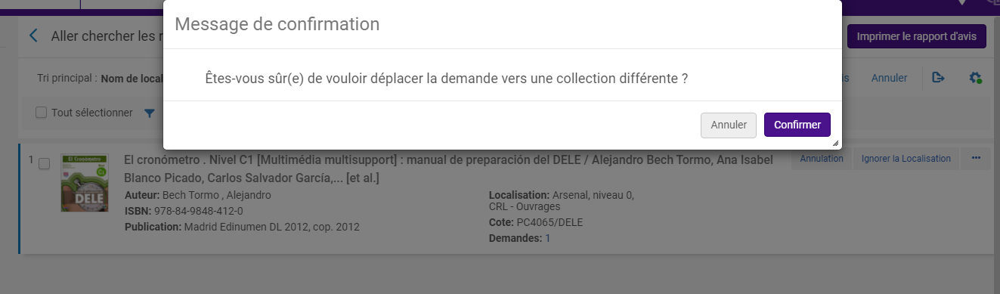 Message de confirmation
Êtes-vous sûr(e) de vouloir déplacer la demande vers une collection différente ?
Annuler
Confirmer
Aller chercher les
Imprimer le rapport d'avis
Tri principal : Nom de local
is
Annuler
Tout sélectionner
1
El cronómetro . Nivel C1 [Multimédia multisupport] : manual de preparación del DELE / Alejandro Bech Tormo, Ana Isabel
Blanco Picado, Carlos Salvador García,... [et al.]
Annulation
Ignorer la Localisation
El Cronómetro
C1
DELE
Auteur: Bech Tormo , Alejandro
ISBN: 978-84-9848-412-0
Publication: Madrid Edinumen DL 2012, cop. 2012
Localisation: Arsenal, niveau 0,
CRL - Ouvrages
Cote: PC4065/DELE
Demandes: 1